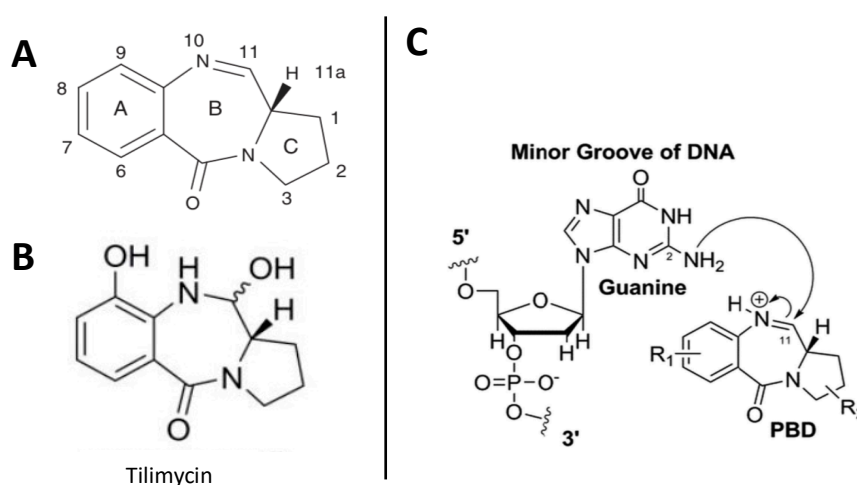 A
9
10
N
11
H
11a
8
A
B
1
7
C
N
2
6
O
3
B
OH
H
N
OH
H
N
O
Tilimycin
C
Minor Groove of DNA
O
N
NH
5'
N
N
2
NH₂
O
O
Guanine
H
H
H
H
N
⊕
H
O
11
O=P-O⁻
R₁
N
O
O
R
3'
PBD